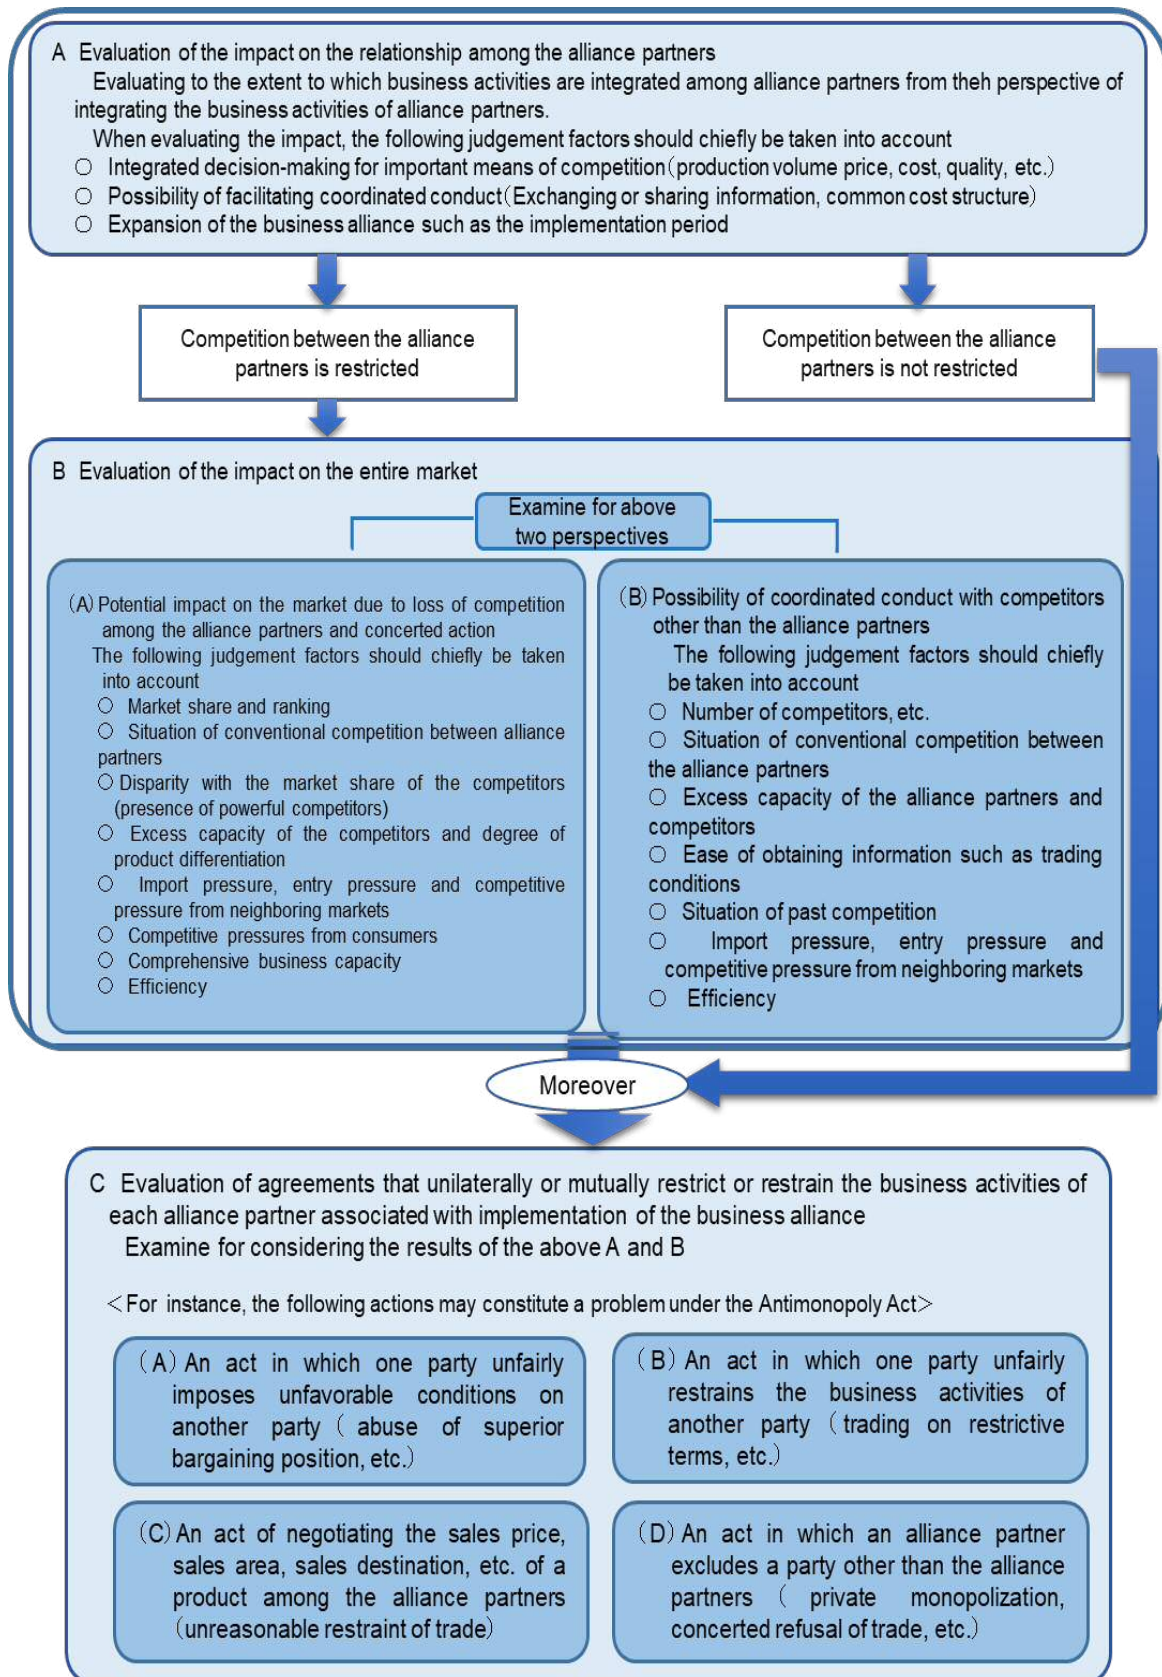 A Evaluation of the impact on the relationship among the alliance partners
Evaluating to the extent to which business activities are integrated among alliance partners from theh perspective of
integrating the business activities of alliance partners.
When evaluating the impact, the following judgement factors should chiefly be taken into account
○ Integrated decision-making for important means of competition(production volume price, cost, quality, etc.)
○ Possibility of facilitating coordinated conduct(Exchanging or sharing information, common cost structure)
○ Expansion of the business alliance such as the implementation period
Competition between the alliance
partners is restricted
Competition between the alliance
partners is not restricted
B Evaluation of the impact on the entire market
Examine for above
two perspectives
(A) Potential impact on the market due to loss of competition
among the alliance partners and concerted action
The following judgement factors should chiefly be taken
into account
○ Market share and ranking
○ Situation of conventional competition between alliance
partners
○ Disparity with the market share of the competitors
(presence of powerful competitors)
○ Excess capacity of the competitors and degree of
product differentiation
○ Import pressure, entry pressure and competitive
pressure from neighboring markets
○ Competitive pressures from consumers
○ Comprehensive business capacity
○ Efficiency
(B) Possibility of coordinated conduct with competitors
other than the alliance partners
The following judgement factors should chiefly
be taken into account
○ Number of competitors, etc.
○ Situation of conventional competition between
the alliance partners
○ Excess capacity of the alliance partners and
competitors
○ Ease of obtaining information such as trading
conditions
○ Situation of past competition
○ Import pressure, entry pressure and
competitive pressure from neighboring markets
○ Efficiency
Moreover
C Evaluation of agreements that unilaterally or mutually restrict or restrain the business activities of
each alliance partner associated with implementation of the business alliance
Examine for considering the results of the above A and B
<For instance, the following actions may constitute a problem under the Antimonopoly Act>
(A) An act in which one party unfairly
imposes unfavorable conditions on
another party (abuse of superior
bargaining position, etc.)
(B) An act in which one party unfairly
restrains the business activities of
another party (trading on restrictive
terms, etc.)
(C) An act of negotiating the sales price,
sales area, sales destination, etc. of a
product among the alliance partners
(unreasonable restraint of trade)
(D) An act in which an alliance partner
excludes a party other than the alliance
partners ( private monopolization,
concerted refusal of trade, etc.)